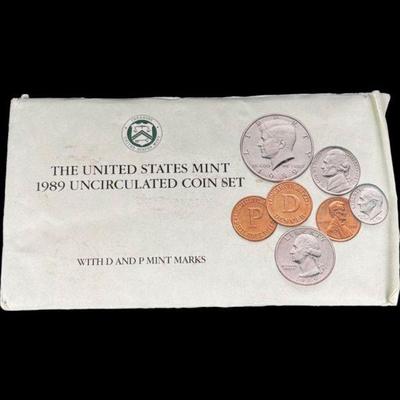 THE UNITED STATES MINT
1989 UNCIRCULATED COIN SET
WITH D AND P MINT MARKS
P
D